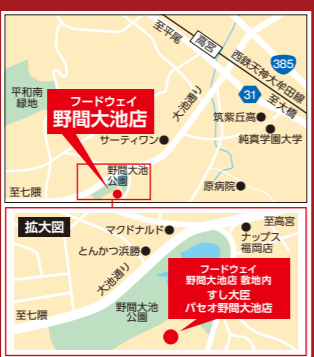 至平尾
高宮
西鉄天神大牟田線
385
31
至大橋
平和南
緑地
大池通り
筑紫丘高
フードウェイ
野間大池店
純真学園大学
サーティワン
野間大池
公園
原病院
至七隈
拡大図
マクドナルド
至高宮
ナップス
福岡店
とんかつ浜勝
大池通り
フードウェイ
野間大池店 敷地内
すし大臣
パセオ野間大池店
野間大池
公園
至七隈